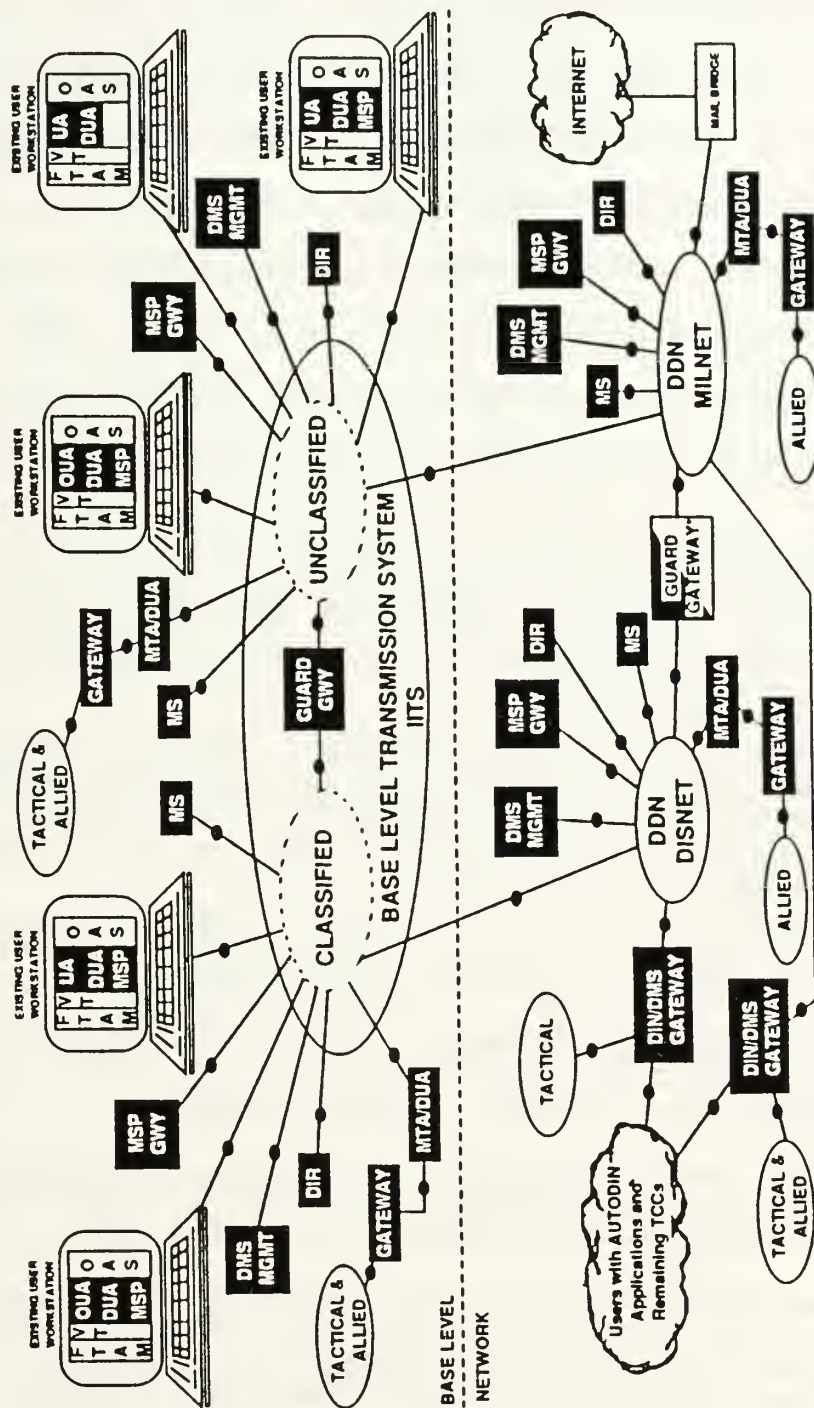 EXISTING USER
WORKSTATION
F V OUA O
T T DUA A
A MSP S
M
EXISTING USER
WORKSTATION
F V UA O
T T DUA A
A MSP S
M
EXISTING USER
WORKSTATION
F V OUA O
T T DUA A
A MSP S
M
EXISTING USER
WORKSTATION
F V UA O
T T DUA A
A S
M
EXISTING USER
WORKSTATION
F V UA O
T T DUA A
A MSP S
M
TACTICAL &
ALLIED
GATEWAY
MTA/DUA
MSP
GWY
MS
MS
MSP
GWY
DMS
MGMT
DIR
DMS
MGMT
DIR
CLASSIFIED
GUARD
GWY
UNCLASSIFIED
BASE LEVEL TRANSMISSION SYSTEM
IITS
TACTICAL &
ALLIED
GATEWAY
MTA/DUA
BASE LEVEL
NETWORK
TACTICAL
DMS
MGMT
MSP
GWY
DIR
MS
MS
DMS
MGMT
MSP
GWY
DIR
INTERNET
MAIL BRIDGE
Users with AUTODIN
Applications and
Remaining TCCs
DIN/DMS
GATEWAY
DDN
DISNET
GUARD
GATEWAY
DDN
MILNET
MTA/DUA
GATEWAY
ALLIED
MTA/DUA
GATEWAY
ALLIED
DIN/DMS
GATEWAY
TACTICAL &
ALLIED